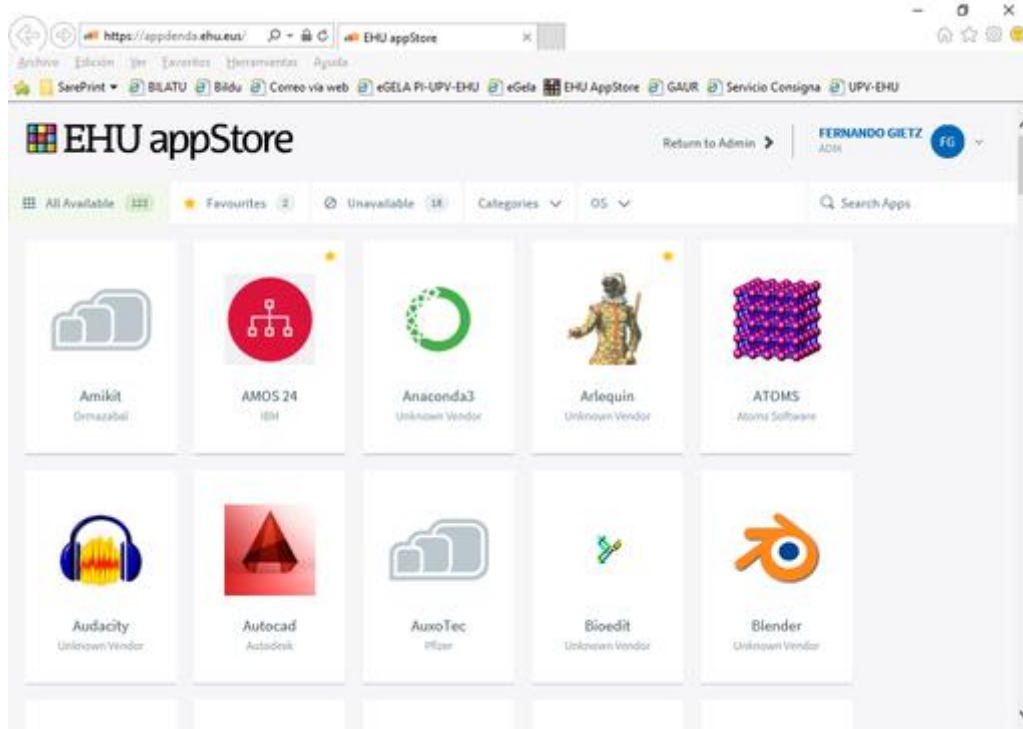 https://appdenda.ehu.eus/
EHU appStore
Archivo Edición Ver Favoritos Herramientas Ayuda
SarePrint BILATU Bildu Correo vía web eGELA PI-UPV-EHU eGela EHU AppStore GAUR Servicio Consigna UPV-EHU
EHU appStore
Return to Admin
FERNANDO GIETZ
ADM
FG
All Available 122 Favourites 2 Unavailable 18 Categories OS Search Apps
Amikit AMOS 24 Anaconda3 Arlequin ATOMS
Ormazabal IBM Unknown Vendor Unknown Vendor Atoms Software
Audacity Autocad AuxoTec Bioedit Blender
Unknown Vendor Autodesk Pfizer Unknown Vendor Unknown Vendor